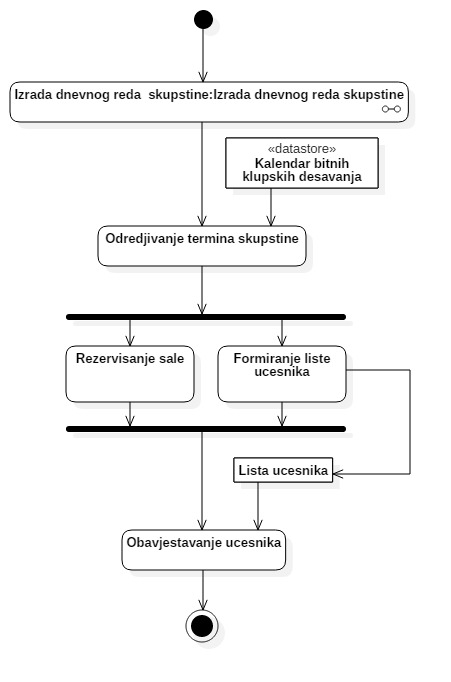 Izrada dnevnog reda  skupstine:Izrada dnevnog reda skupstine
«datastore»
Kalendar bitnih
klupskih desavanja
Odredjivanje termina skupstine
Rezervisanje sale
Formiranje liste
ucesnika
Lista ucesnika
Obavjestavanje ucesnika